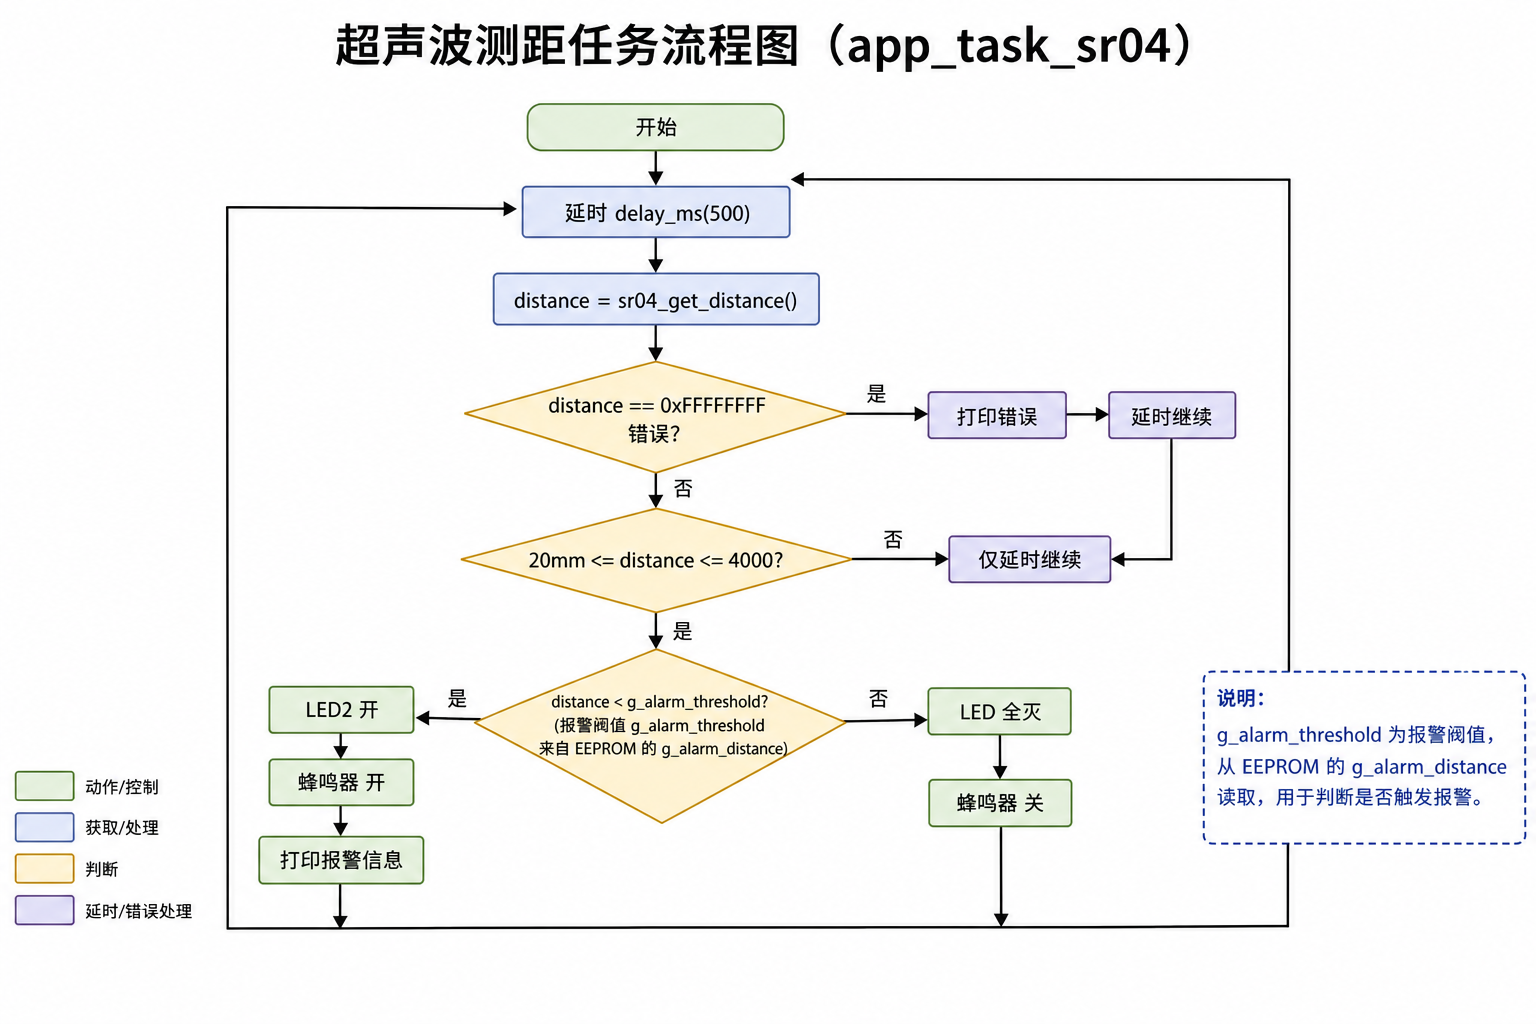 超声波测距任务流程图（app_task_sr04）
开始
延时 delay_ms(500)
distance = sr04_get_distance()
distance == 0xFFFFFFFF
错误？
是
打印错误
延时继续
否
20mm <= distance <= 4000?
否
仅延时继续
是
distance < g_alarm_threshold?
(报警阀值 g_alarm_threshold
来自 EEPROM 的 g_alarm_distance)
是
LED2 开
蜂鸣器 开
打印报警信息
否
LED 全灭
蜂鸣器 关
说明：
g_alarm_threshold 为报警阀值，
从 EEPROM 的 g_alarm_distance
读取，用于判断是否触发报警。
动作/控制
获取/处理
判断
延时/错误处理